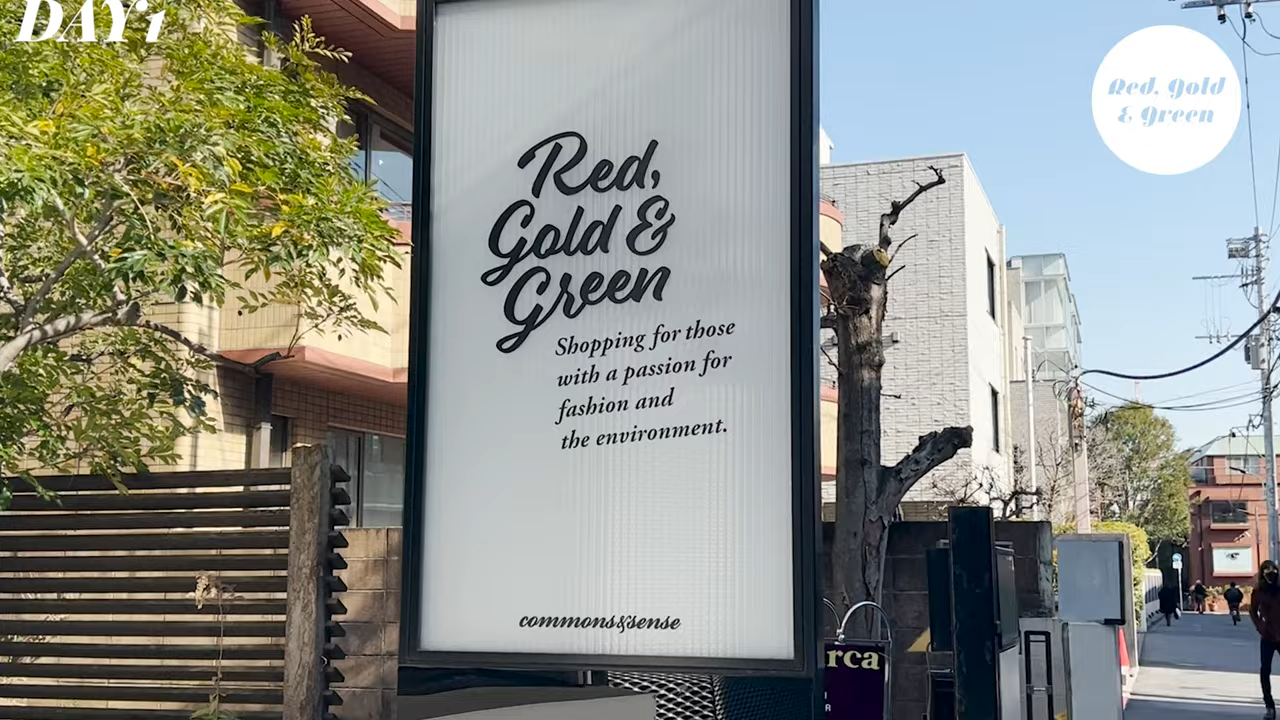 DAY1
Red, Gold
& Green
Red,
Gold &
Green
Shopping for those
with a passion for
fashion and
the environment.
commons&sense
rca